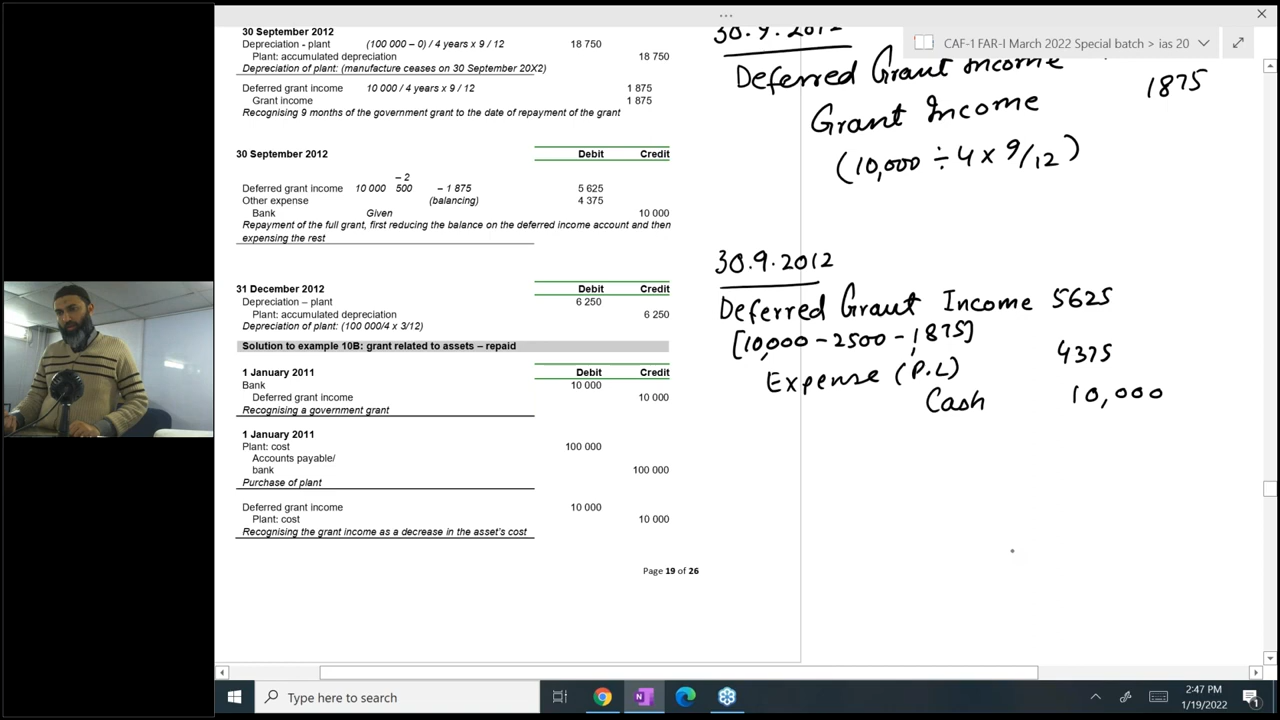 CAF-1 FAR-I March 2022 Special batch > ias 20
30 September 2012
Depreciation - plant (100 000 – 0) / 4 years x 9 / 12 18 750
Plant: accumulated depreciation 18 750
Depreciation of plant: (manufacture ceases on 30 September 20X2)
Deferred grant income 10 000 / 4 years x 9 / 12 1 875
Grant income 1 875
Recognising 9 months of the government grant to the date of repayment of the grant
30 September 2012 Debit Credit
– 2
Deferred grant income 10 000 500 – 1 875 5 625
Other expense (balancing) 4 375
Bank Given 10 000
Repayment of the full grant, first reducing the balance on the deferred income account and then
expensing the rest
31 December 2012 Debit Credit
Depreciation – plant 6 250
Plant: accumulated depreciation 6 250
Depreciation of plant: (100 000/4 x 3/12)
Solution to example 10B: grant related to assets – repaid
1 January 2011 Debit Credit
Bank 10 000
Deferred grant income 10 000
Recognising a government grant
1 January 2011
Plant: cost 100 000
Accounts payable/
bank 100 000
Purchase of plant
Deferred grant income 10 000
Plant: cost 10 000
Recognising the grant income as a decrease in the asset's cost
Page 19 of 26
30.9.2012
Deferred Grant Income
1875
Grant Income
(10,000 ÷ 4 x 9/12)
30.9.2012
Deferred Grant Income 5625
[10,000 – 2500 – 1,875]
Expense (P.L) 4375
Cash 10,000
Type here to search
2:47 PM
1/19/2022
1